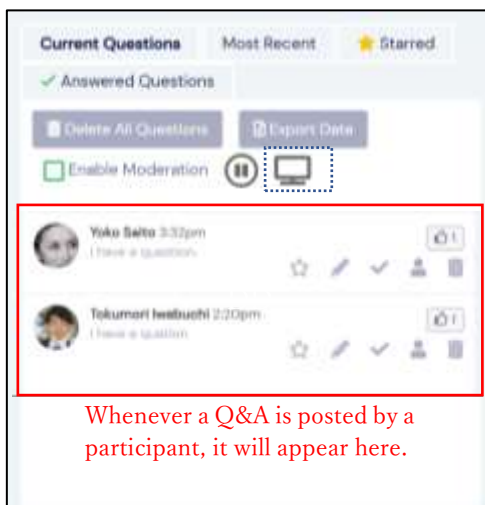 Current Questions Most Recent Starred
Answered Questions
Delete All Questions Export Data
Enable Moderation
Yoko Saito 3:32pm
I have a question
1
Tokumori Iwabuchi 2:20pm
I have a quetion
1
Whenever a Q&A is posted by a
participant, it will appear here.